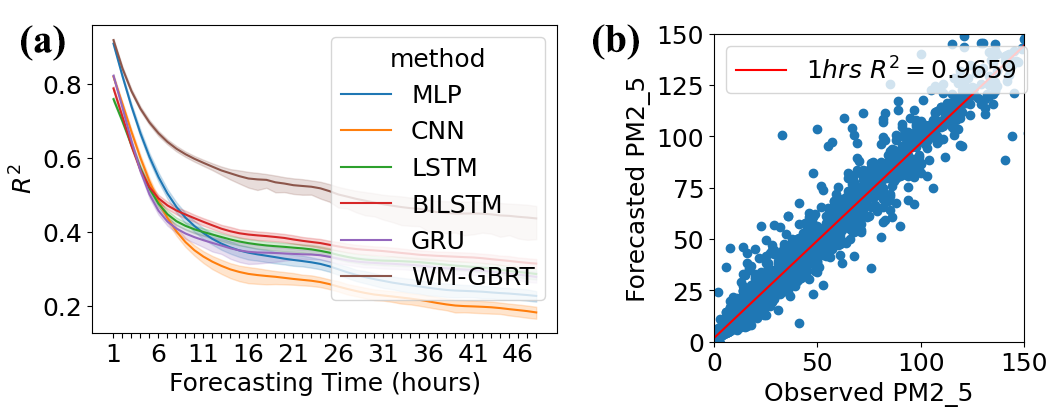 (a)
R²
0.8
0.6
0.4
0.2
method
MLP
CNN
LSTM
BILSTM
GRU
WM-GBRT
1 6 11 16 21 26 31 36 41 46
Forecasting Time (hours)
(b)
Forecasted PM2_5
150
125
100
75
50
25
0
1hrs R² = 0.9659
0 50 100 150
Observed PM2_5